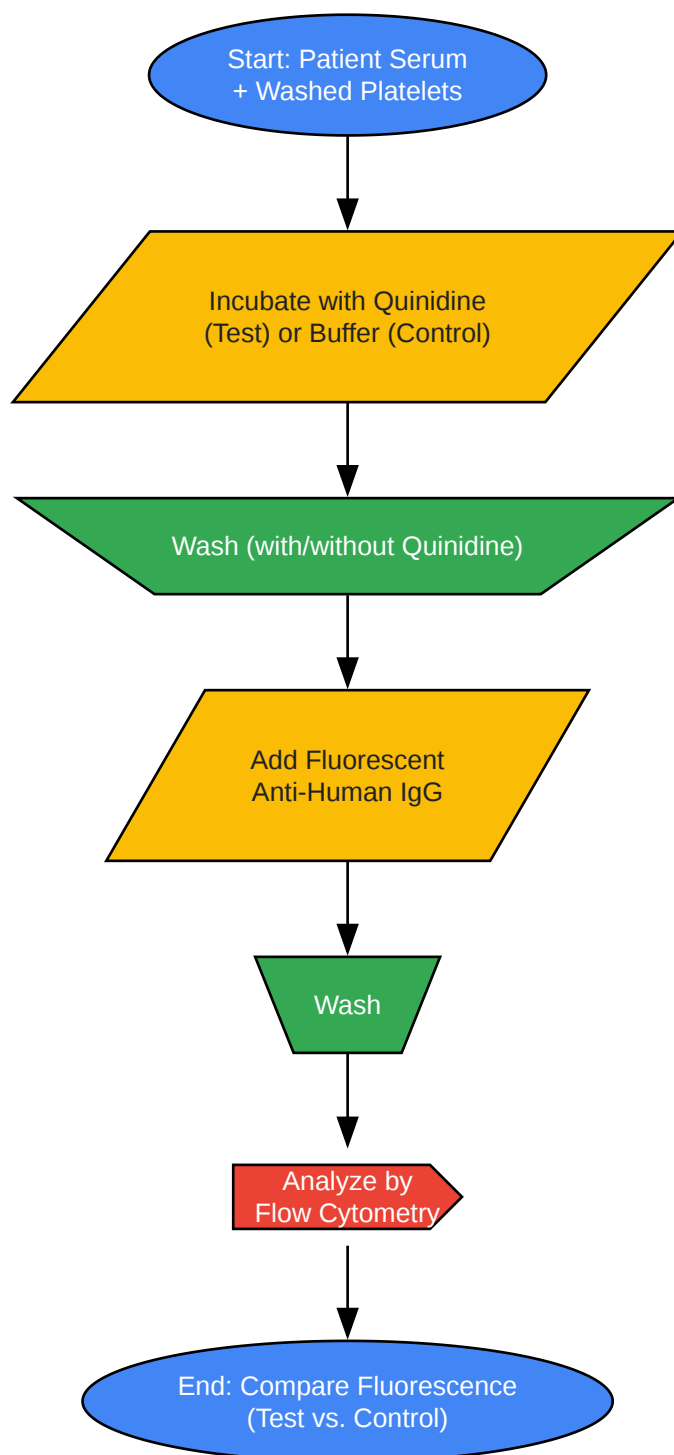 Start: Patient Serum
+ Washed Platelets
Incubate with Quinidine
(Test) or Buffer (Control)
Wash (with/without Quinidine)
Add Fluorescent
Anti-Human IgG
Wash
Analyze by
Flow Cytometry
End: Compare Fluorescence
(Test vs. Control)